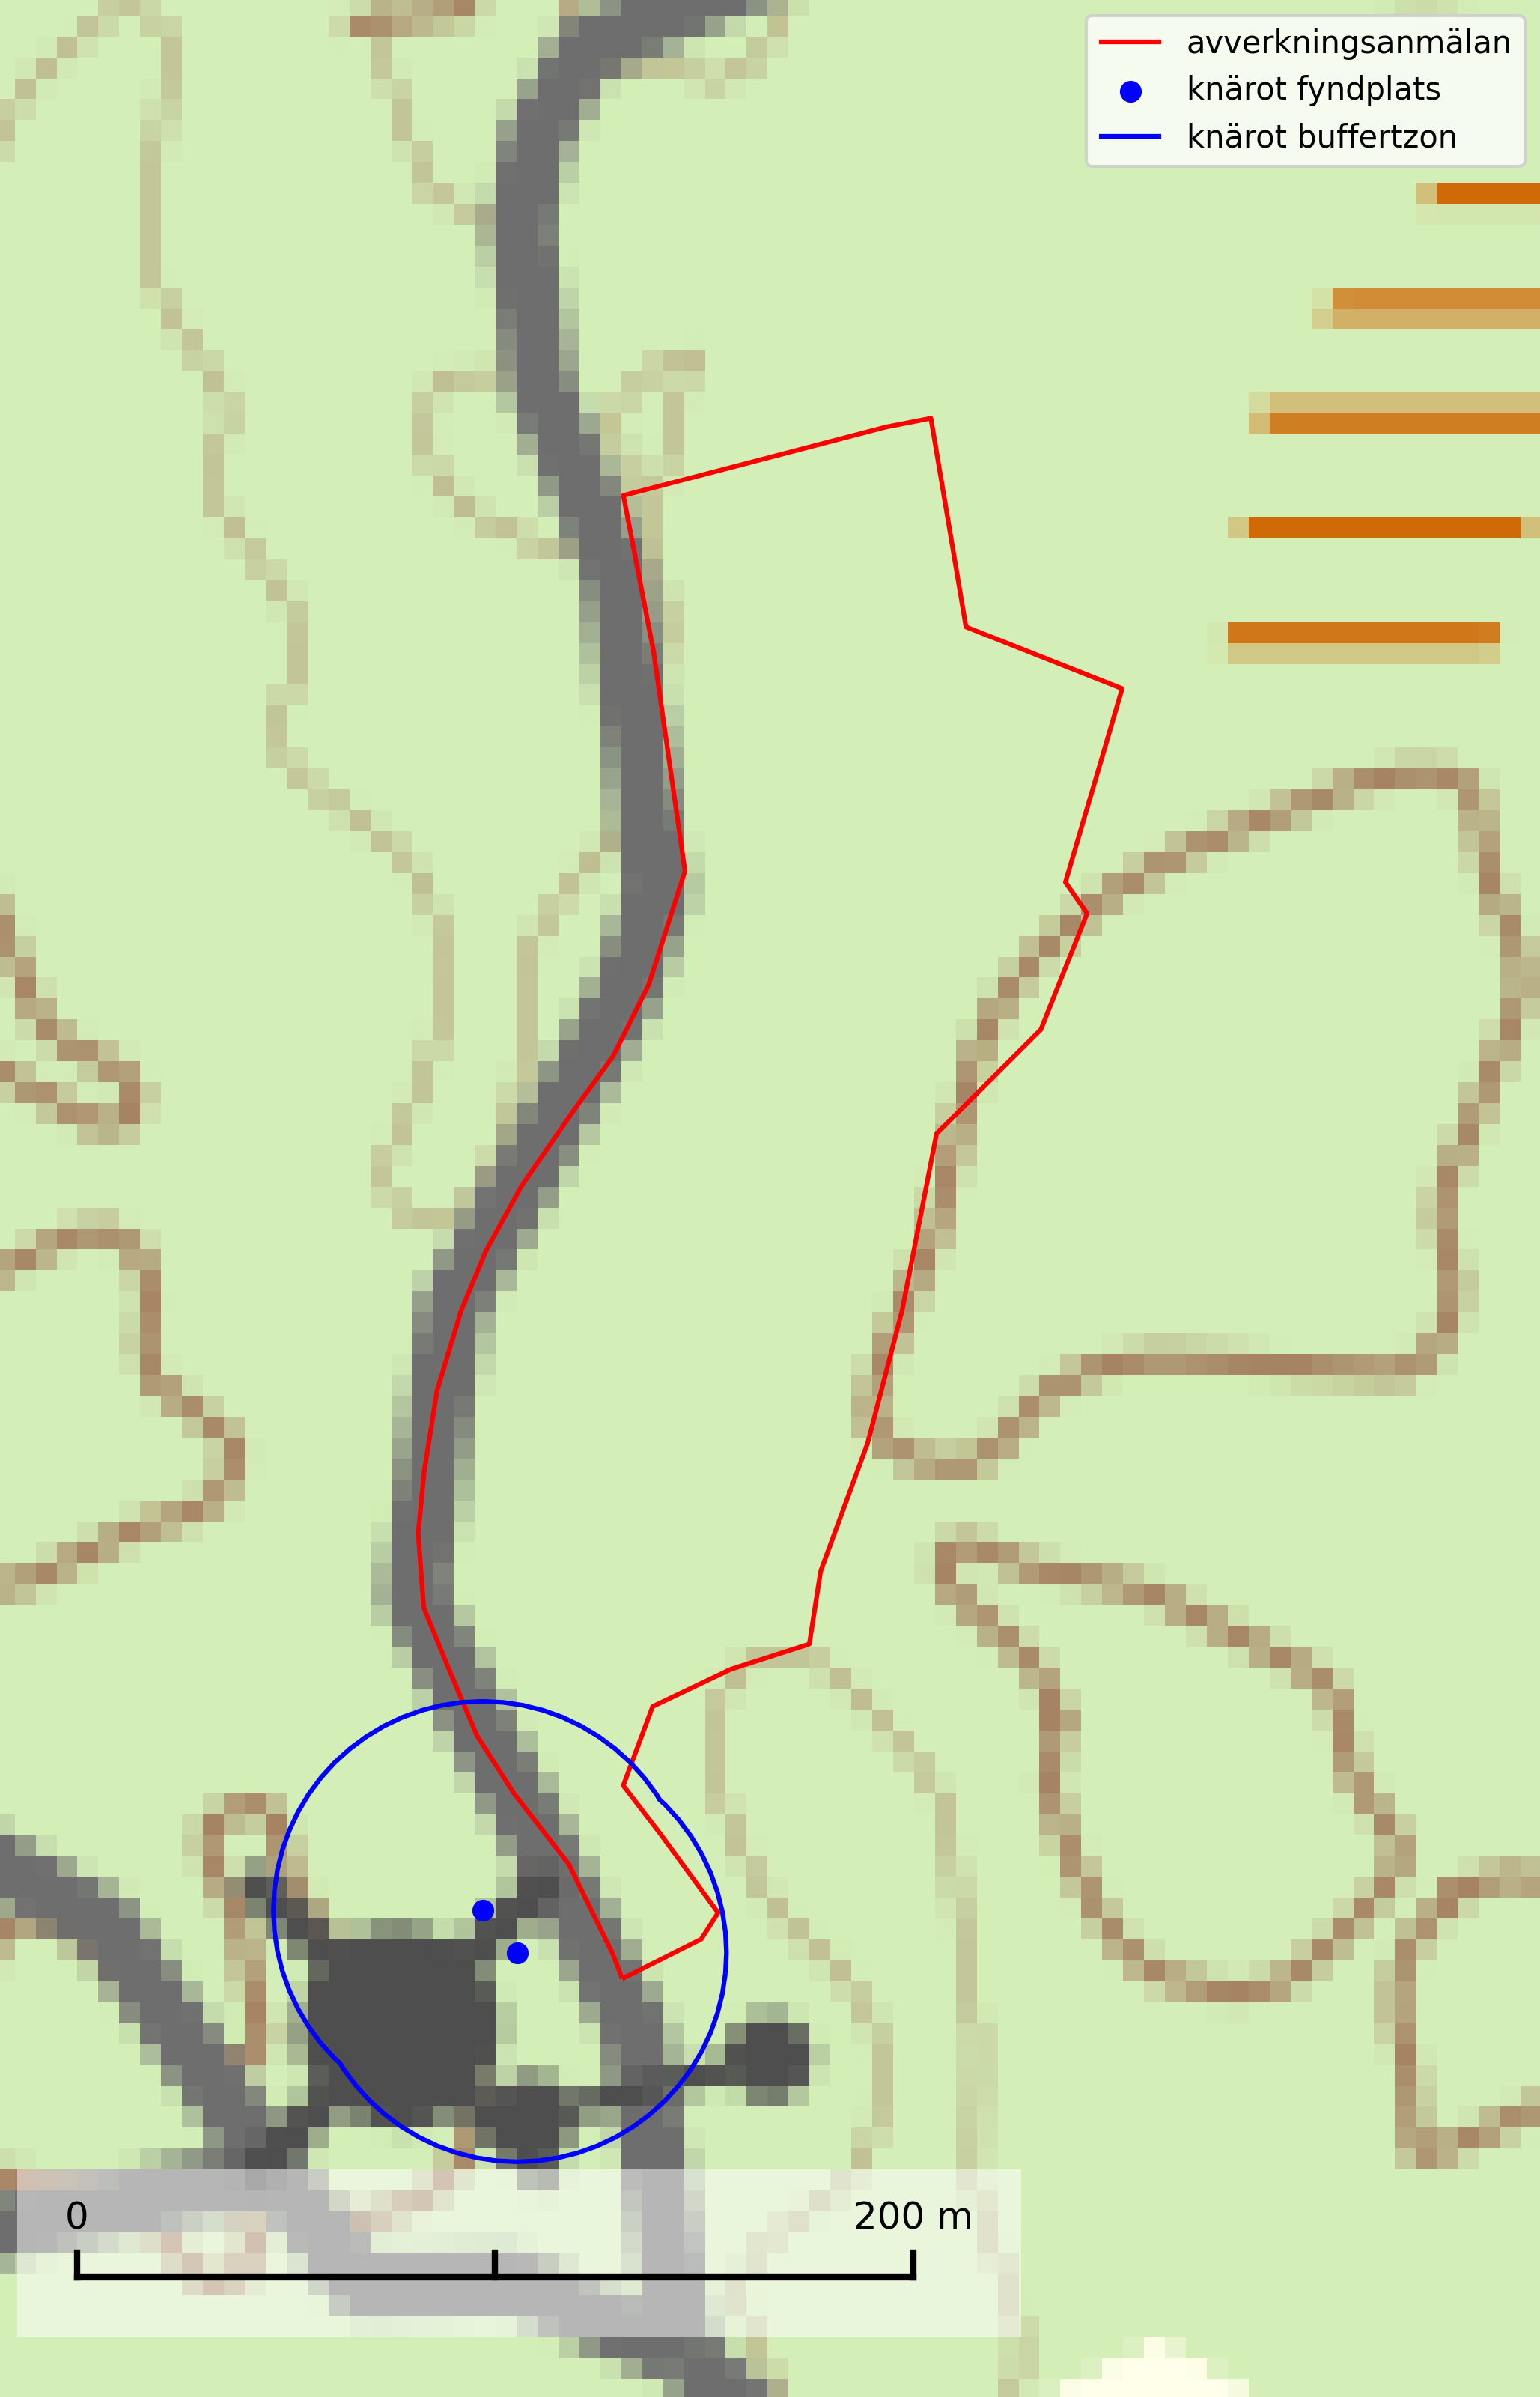 avverkningsanmälan
knärot fyndplats
knärot buffertzon
0 200 m